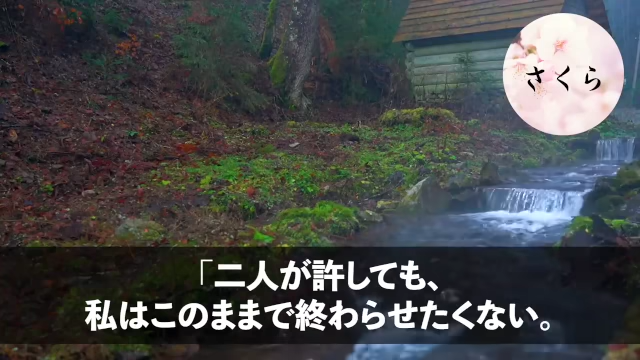 さくら
「二人が許しても、
私はこのままで終わらせたくない。